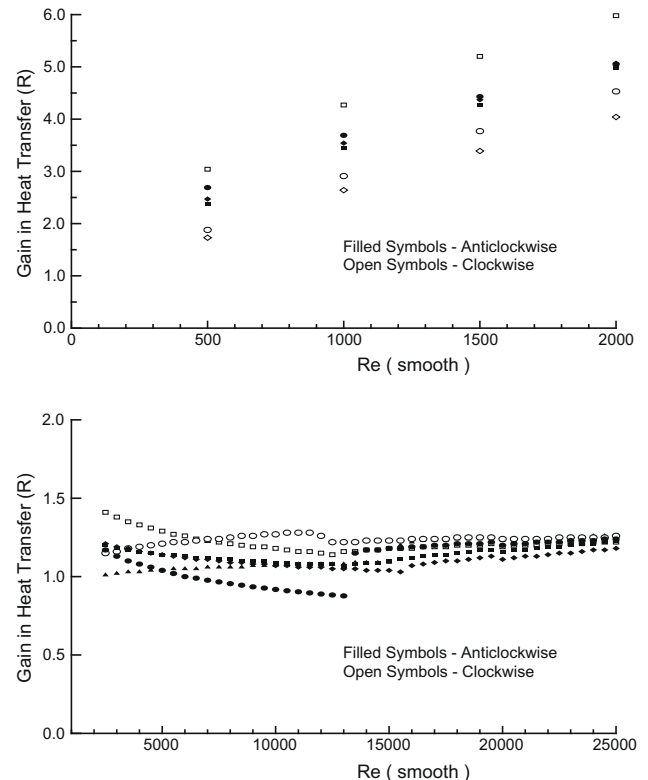 6.0
5.0
Gain in Heat Transfer (R)
4.0
3.0
2.0
Filled Symbols - Anticlockwise
Open Symbols - Clockwise
1.0
0.0
0 500 1000 1500 2000
Re ( smooth )
2.0
Gain in Heat Transfer (R)
1.5
1.0
0.5
Filled Symbols - Anticlockwise
Open Symbols - Clockwise
0.0
5000 10000 15000 20000 25000
Re ( smooth )